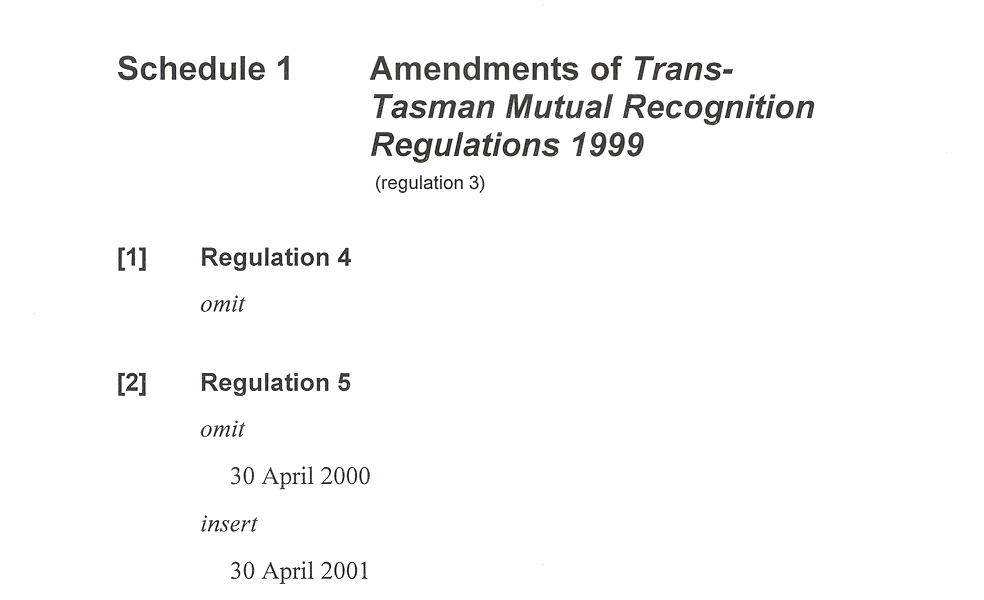 Schedule 1 Amendments of Trans-
Tasman Mutual Recognition
Regulations 1999
(regulation 3)
[1] Regulation 4
omit
[2] Regulation 5
omit
30 April 2000
insert
30 April 2001